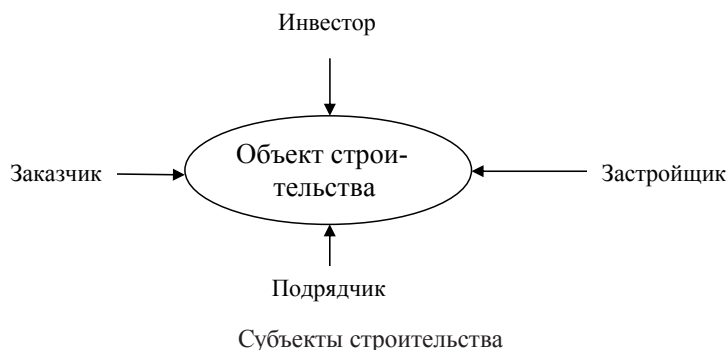 Инвестор
Объект строи-
тельства
Заказчик
Застройщик
Подрядчик
Субъекты строительства